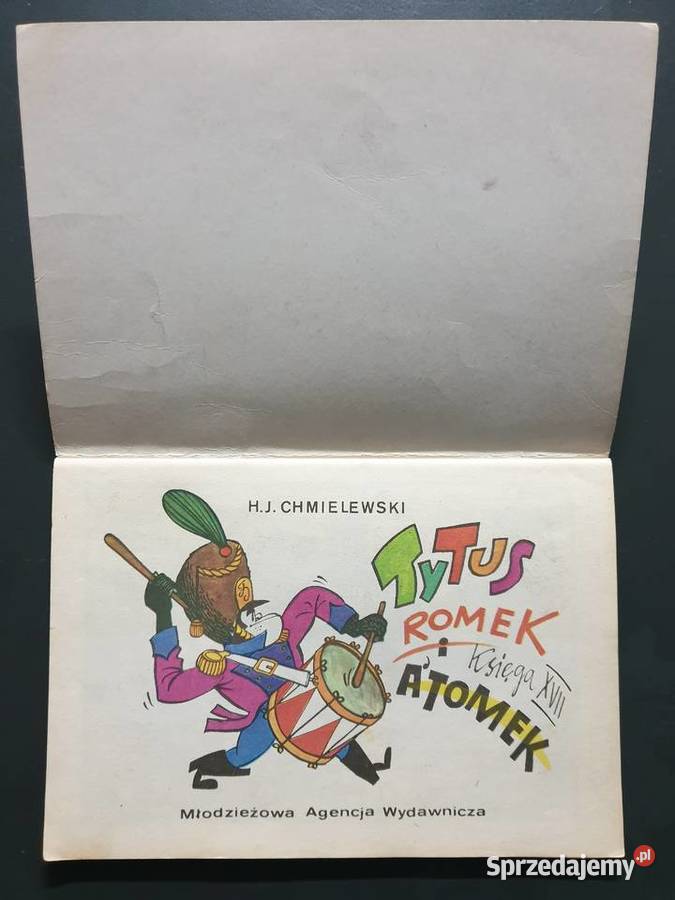 H.J. CHMIELEWSKI
TyTUS
ROMEK
i Księga XVII
A'TOMEK
Młodzieżowa Agencja Wydawnicza
Sprzedajemy.pl